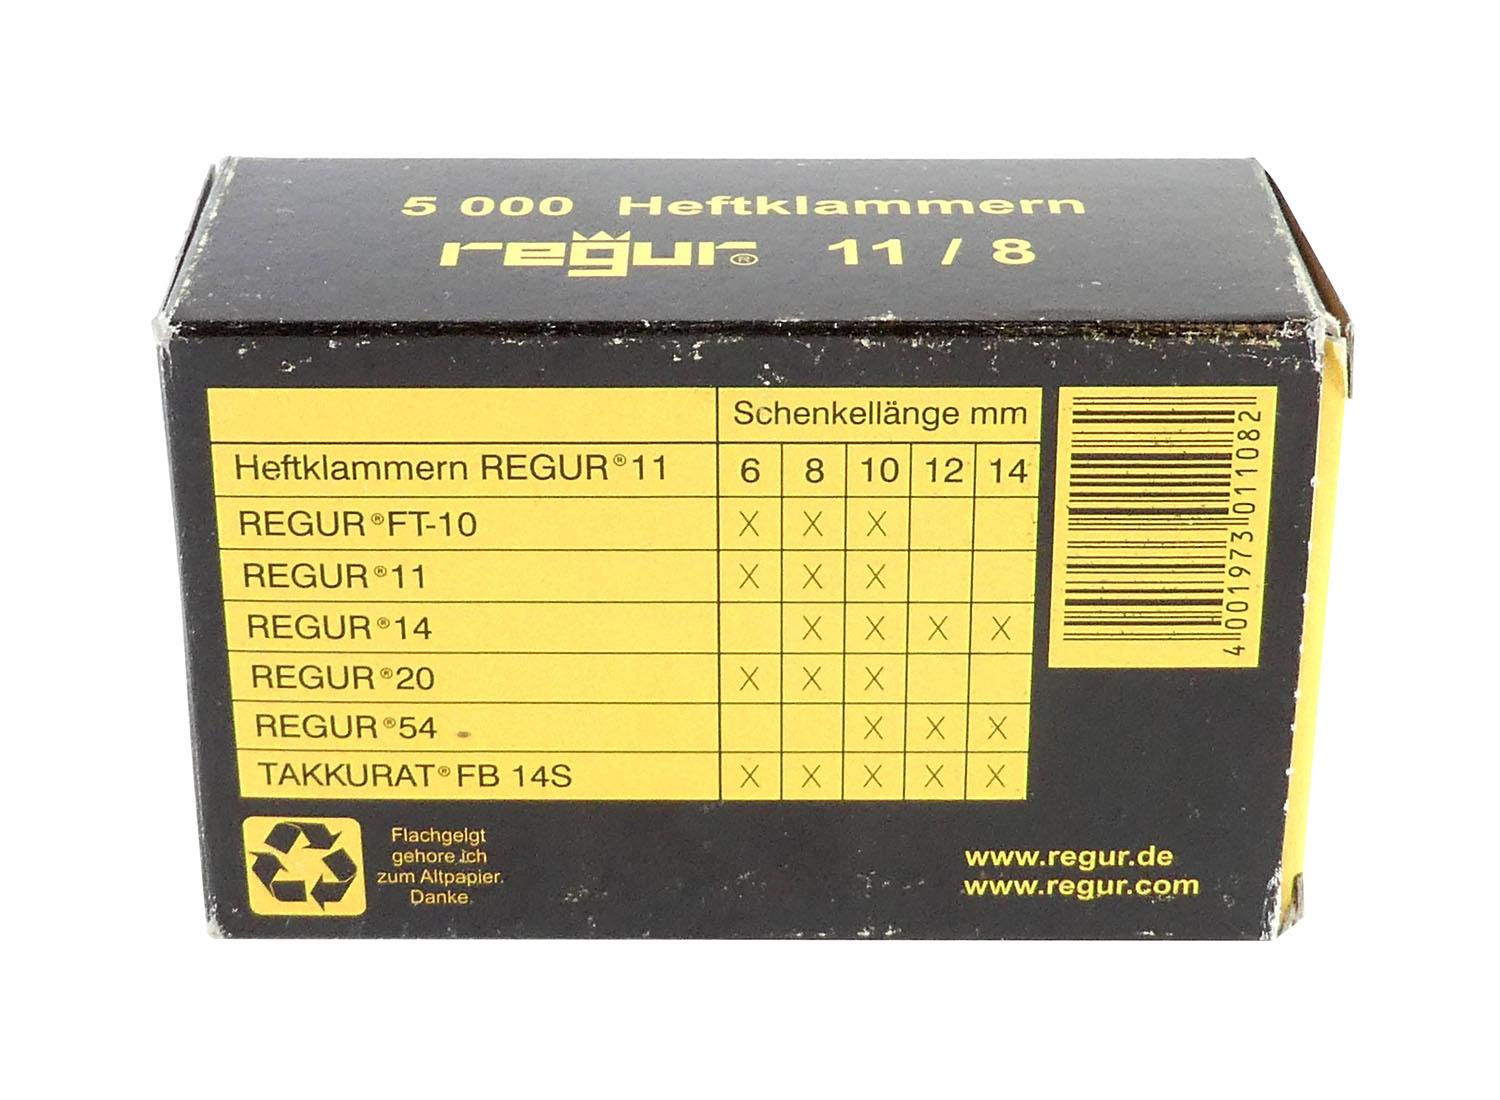 5 000 Heftklammern
regur® 11 / 8
Schenkellänge mm
Heftklammern REGUR® 11 6 8 10 12 14
REGUR® FT-10 X X X
REGUR® 11 X X X
REGUR® 14 X X X X
REGUR® 20 X X X
REGUR® 54 X X X
TAKKURAT® FB 14S X X X X X
4 001973 011082
Flachgelgt
gehore ich
zum Altpapier.
Danke.
www.regur.de
www.regur.com